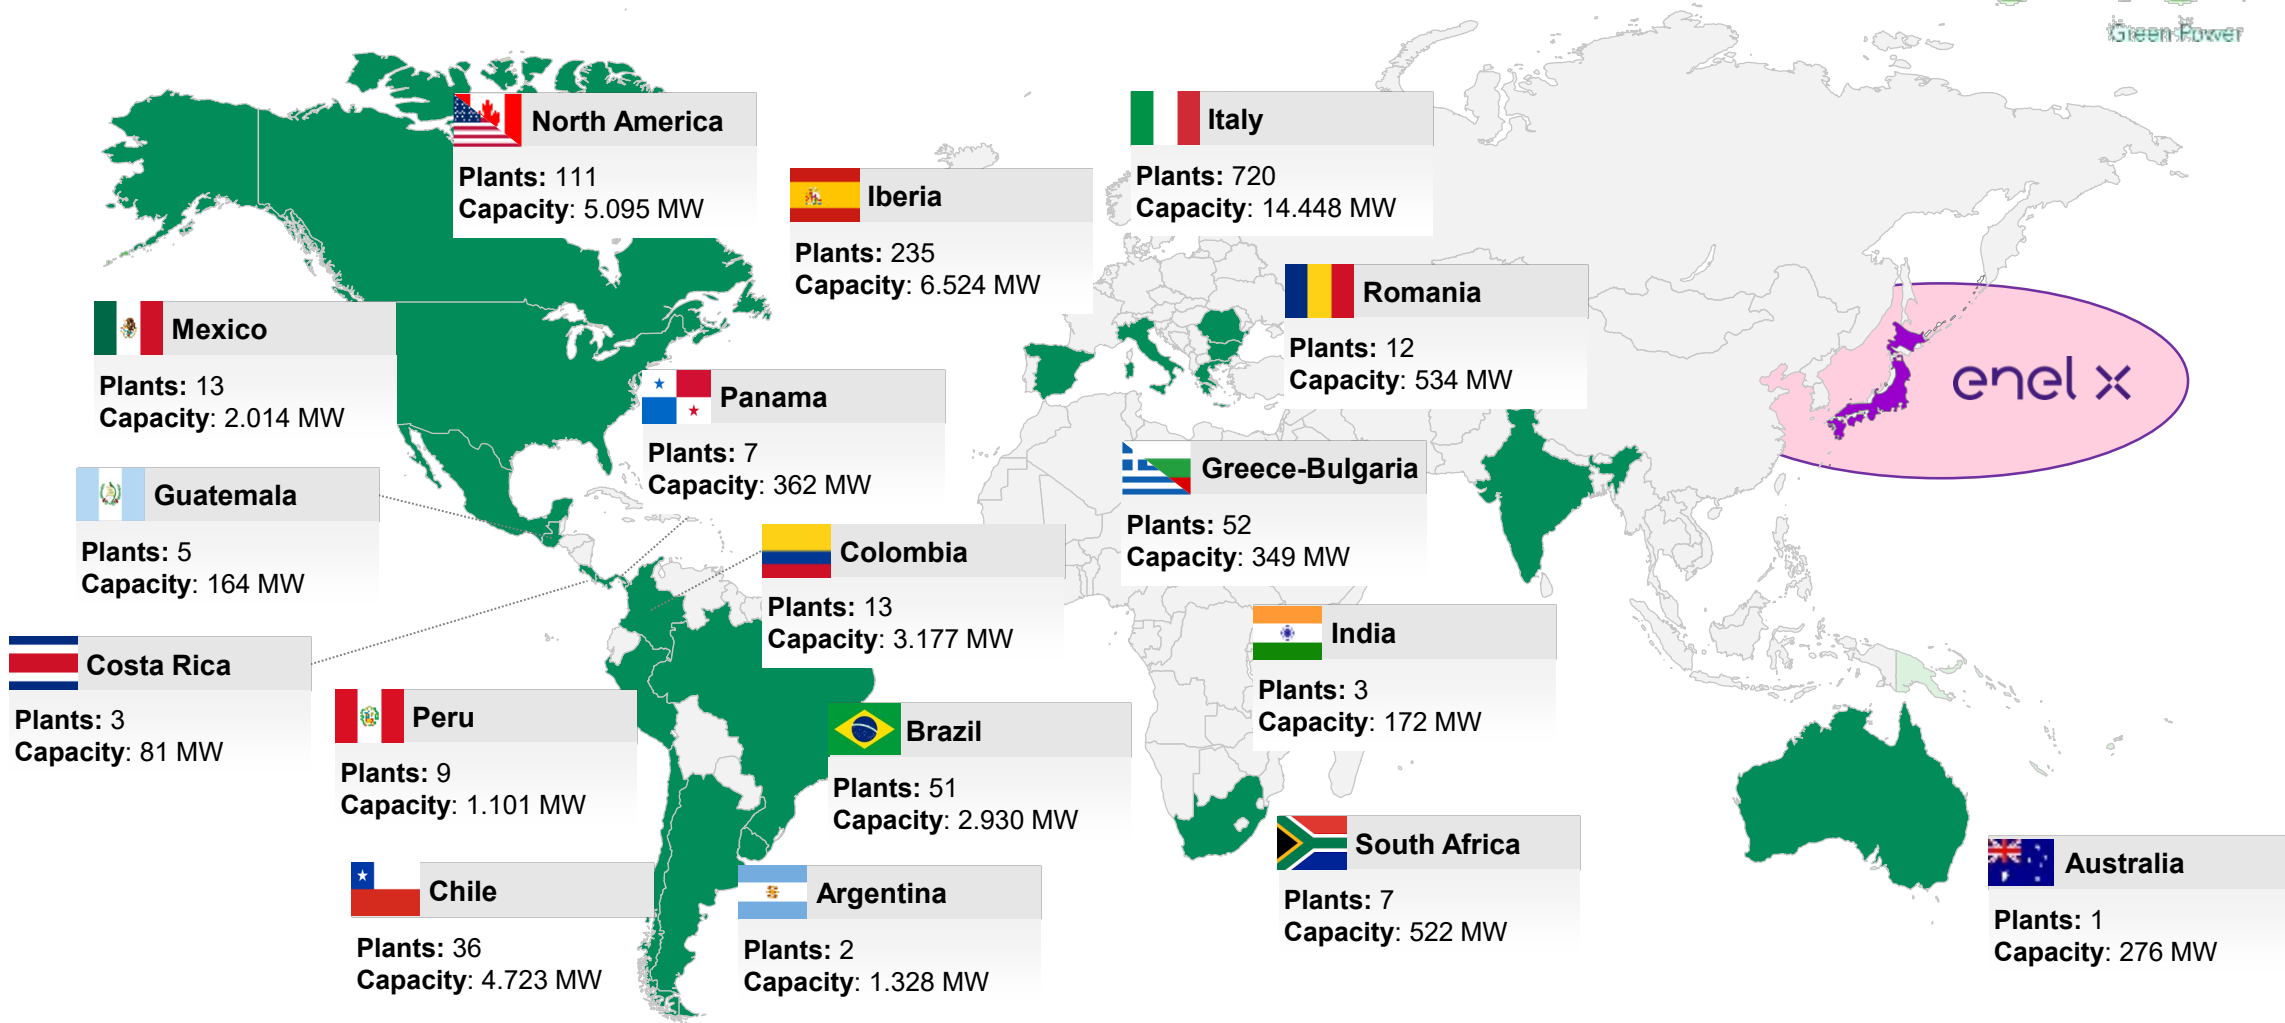 Green Power
North America
Plants: 111
Capacity: 5.095 MW
Italy
Plants: 720
Capacity: 14.448 MW
Iberia
Plants: 235
Capacity: 6.524 MW
Romania
Plants: 12
Capacity: 534 MW
Mexico
Plants: 13
Capacity: 2.014 MW
Panama
Plants: 7
Capacity: 362 MW
enel x
Greece-Bulgaria
Plants: 52
Capacity: 349 MW
Guatemala
Plants: 5
Capacity: 164 MW
Colombia
Plants: 13
Capacity: 3.177 MW
India
Plants: 3
Capacity: 172 MW
Costa Rica
Plants: 3
Capacity: 81 MW
Peru
Plants: 9
Capacity: 1.101 MW
Brazil
Plants: 51
Capacity: 2.930 MW
South Africa
Plants: 7
Capacity: 522 MW
Australia
Plants: 1
Capacity: 276 MW
Chile
Plants: 36
Capacity: 4.723 MW
Argentina
Plants: 2
Capacity: 1.328 MW